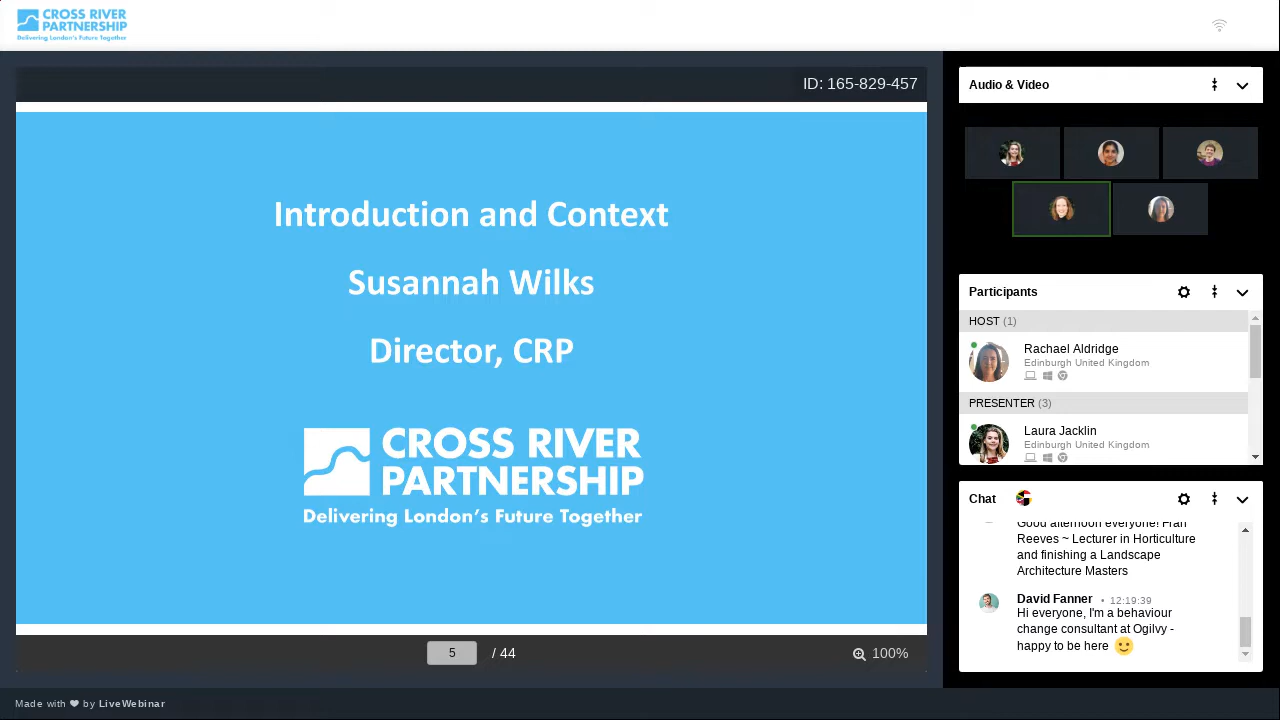 CROSS RIVER
PARTNERSHIP
Delivering London's Future Together
ID: 165-829-457
Introduction and Context
Susannah Wilks
Director, CRP
CROSS RIVER
PARTNERSHIP
Delivering London's Future Together
5 / 44
100%
Audio & Video
Participants
HOST (1)
Rachael Aldridge
Edinburgh United Kingdom
PRESENTER (3)
Laura Jacklin
Edinburgh United Kingdom
Chat
Good afternoon everyone! Fran
Reeves ~ Lecturer in Horticulture
and finishing a Landscape
Architecture Masters
David Fanner • 12:19:39
Hi everyone, I'm a behaviour
change consultant at Ogilvy -
happy to be here 🙂
Made with ❤ by LiveWebinar